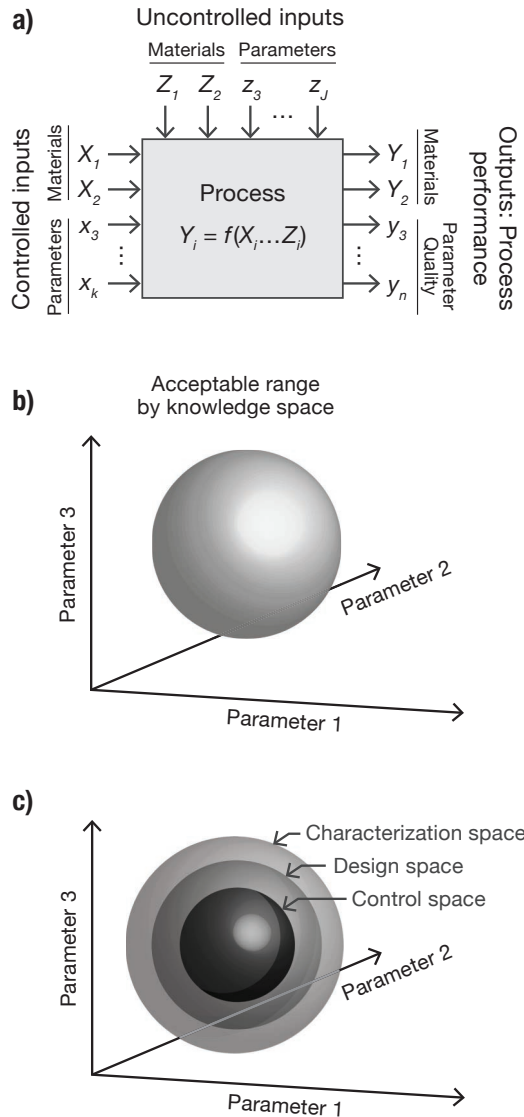 a)
Uncontrolled inputs
Materials Parameters
Z1 Z2 z3 ... zJ
Controlled inputs
Materials
Parameters
X1
X2
x3
⋮
xk
Process
Yi = f(Xi...Zi)
Y1
Y2
y3
⋮
yn
Materials
Parameter
Quality
Outputs: Process
performance
b)
Acceptable range
by knowledge space
Parameter 3
Parameter 2
Parameter 1
c)
Characterization space
Design space
Control space
Parameter 3
Parameter 2
Parameter 1